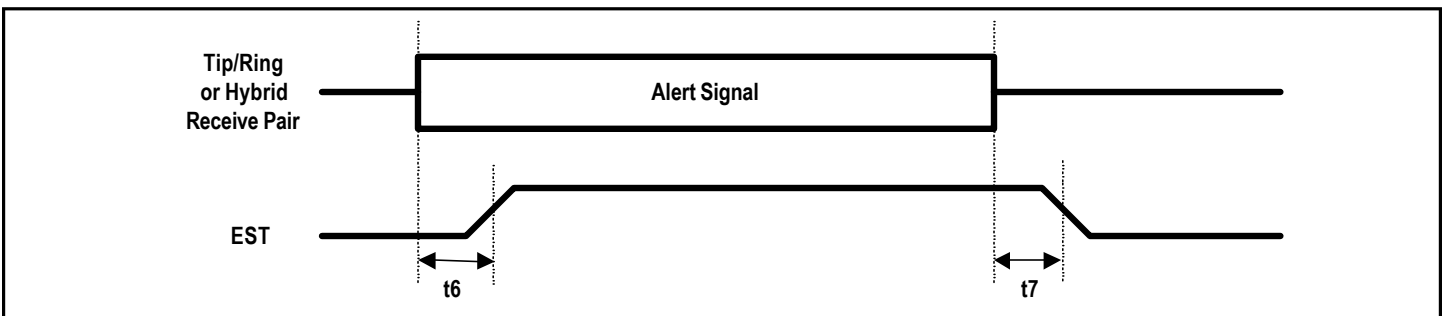 Tip/Ring
or Hybrid
Receive Pair
Alert Signal
EST
t6
t7